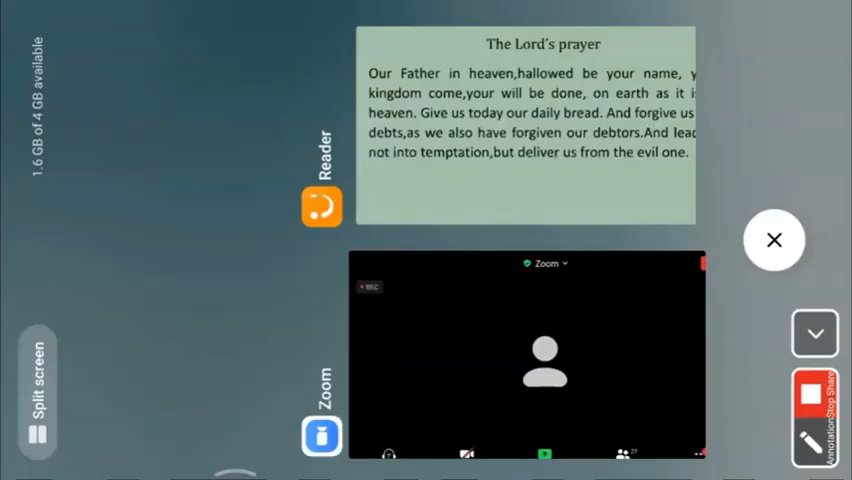 1.6 GB of 4 GB available
Reader
The Lord's prayer
Our Father in heaven,hallowed be your name,
kingdom come,your will be done, on earth as it
heaven. Give us today our daily bread. And forgive us
debts,as we also have forgiven our debtors.And
not into temptation,but deliver us from the evil one.
Split screen
Zoom
Zoom
REC
27
AnnotationStop Share